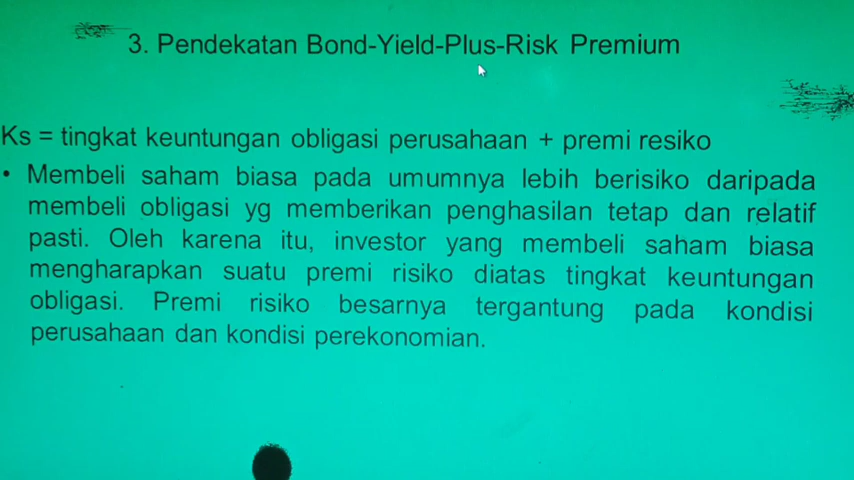 3. Pendekatan Bond-Yield-Plus-Risk Premium
Ks = tingkat keuntungan obligasi perusahaan + premi resiko
• Membeli saham biasa pada umumnya lebih berisiko daripada
membeli obligasi yg memberikan penghasilan tetap dan relatif
pasti. Oleh karena itu, investor yang membeli saham biasa
mengharapkan suatu premi risiko diatas tingkat keuntungan
obligasi. Premi risiko besarnya tergantung pada kondisi
perusahaan dan kondisi perekonomian.